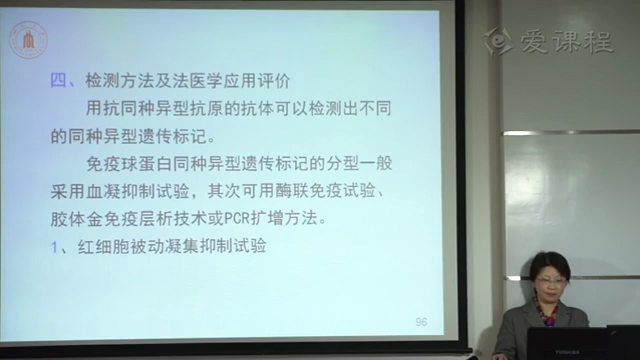 爱课程
四、检测方法及法医学应用评价
用抗同种异型抗原的抗体可以检测出不同
的同种异型遗传标记。
免疫球蛋白同种异型遗传标记的分型一般
采用血凝抑制试验，其次可用酶联免疫试验、
胶体金免疫层析技术或PCR扩增方法。
1、红细胞被动凝集抑制试验
96
TOSHIBA